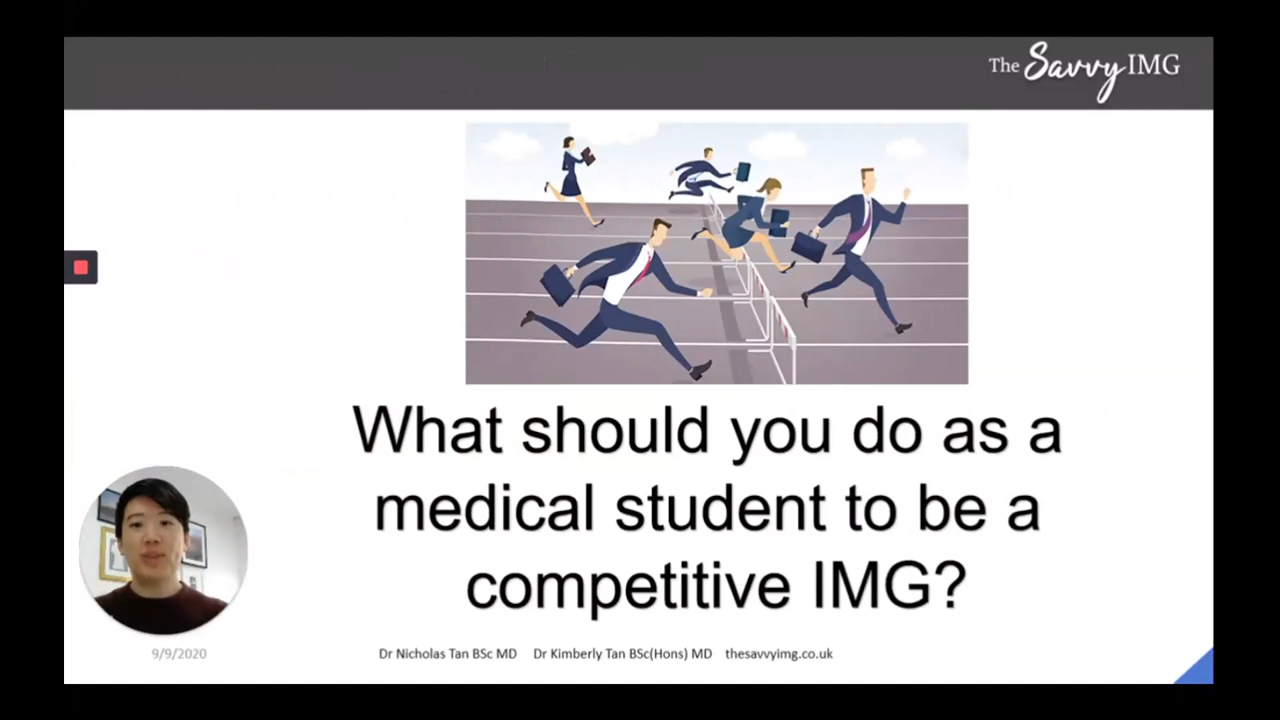 The Savvy IMG
What should you do as a
medical student to be a
competitive IMG?
9/9/2020
Dr Nicholas Tan BSc MD Dr Kimberly Tan BSc(Hons) MD thesavvyimg.co.uk